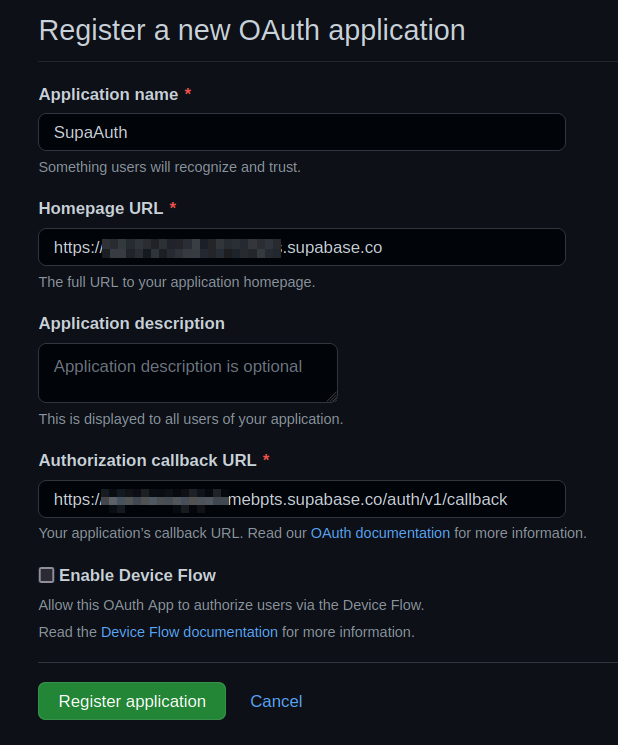 Register a new OAuth application
Application name *
SupaAuth
Something users will recognize and trust.
Homepage URL *
https:/ .supabase.co
The full URL to your application homepage.
Application description
Application description is optional
This is displayed to all users of your application.
Authorization callback URL *
https:/ mebpts.supabase.co/auth/v1/callback
Your application's callback URL. Read our OAuth documentation for more information.
Enable Device Flow
Allow this OAuth App to authorize users via the Device Flow.
Read the Device Flow documentation for more information.
Register application Cancel